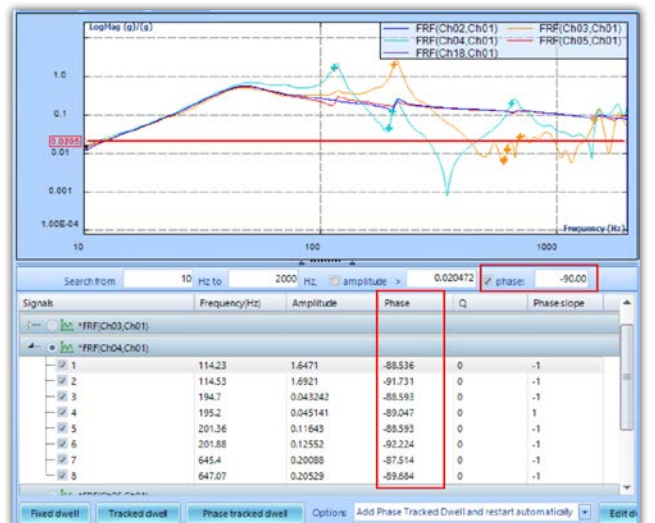 LogMag (g)/(g)
FRF(Ch02,Ch01) FRF(Ch03,Ch01)
FRF(Ch04,Ch01) FRF(Ch05,Ch01)
FRF(Ch18,Ch01)
1.0
0.1
0.0205
0.01
0.001
1.00E-04
Frequency (Hz)
10 100 1000
Search from 10 Hz to 2000 Hz, amplitude > 0.020472 phase: -90.00
Signals Frequency(Hz) Amplitude Phase Q Phase slope
*FRF(Ch03,Ch01)
*FRF(Ch04,Ch01)
1 114.23 1.6471 -88.536 0 -1
2 114.53 1.6921 -91.731 0 -1
3 194.7 0.043242 -88.593 0 -1
4 195.2 0.045141 -89.047 0 1
5 201.36 0.11643 -88.593 0 -1
6 201.88 0.12552 -92.224 0 -1
7 645.4 0.20088 -87.514 0 -1
8 647.07 0.20529 -89.684 0 -1
Fixed dwell Tracked dwell Phase tracked dwell Options Add Phase Tracked Dwell and restart automatically Edit d